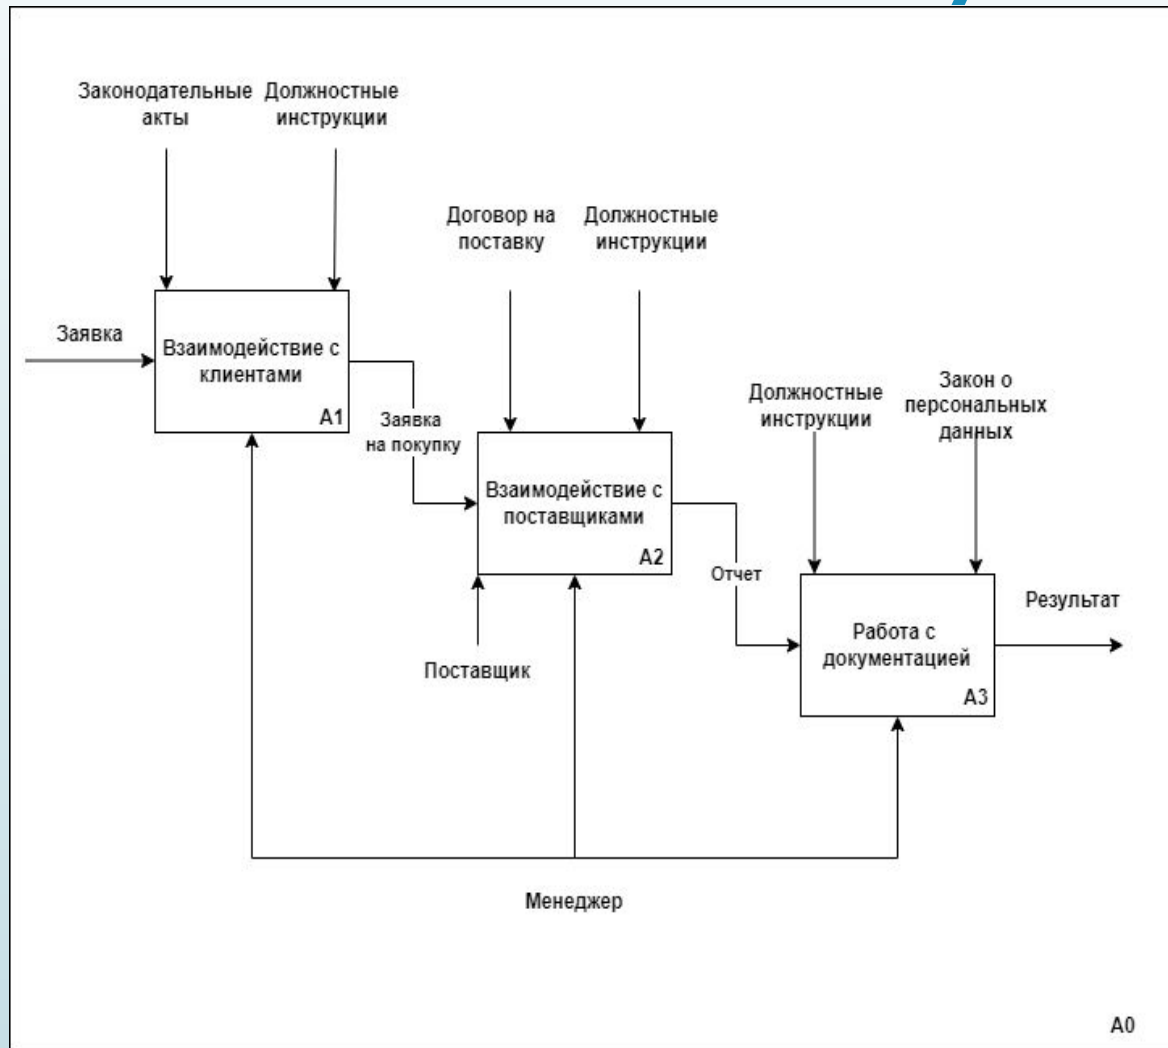 Законодательные
акты
Должностные
инструкции
Договор на
поставку
Должностные
инструкции
Заявка
Взаимодействие с
клиентами
A1
Заявка
на покупку
Должностные
инструкции
Закон о
персональных
данных
Взаимодействие с
поставщиками
A2
Отчет
Поставщик
Результат
Работа с
документацией
A3
Менеджер
A0